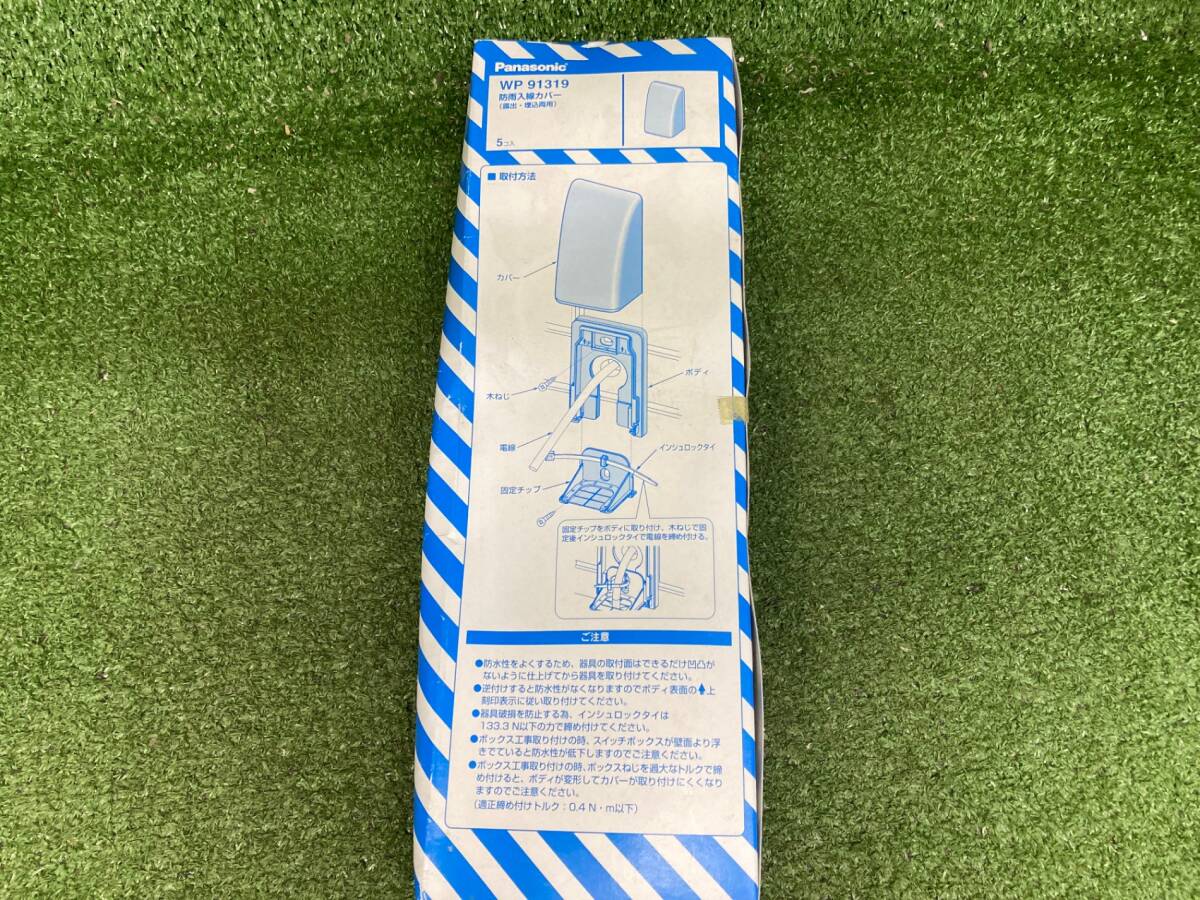 Panasonic
WP 91319
防雨入線カバー
(露出・埋込両用)
5コ入
■ 取付方法
カバー
ボディ
木ねじ
電線
インシュロックタイ
固定チップ
固定チップをボディに取り付け、木ねじで固
定後インシュロックタイで電線を締め付ける。
ご注意
●防水性をよくするため、器具の取付面はできるだけ凹凸が
ないように仕上げてから器具を取り付けてください。
●逆付けすると防水性がなくなりますのでボディ表面の上
刻印表示に従い取り付けてください。
●器具破損を防止する為、インシュロックタイは
133.3 N以下の力で締め付けてください。
●ボックス工事取り付けの時、スイッチボックスが壁面より浮
きでていると防水性が低下しますのでご注意ください。
●ボックス工事取り付けの時、ボックスねじを過大なトルクで締
め付けると、ボディが変形してカバーが取り付けにくくなり
ますのでご注意ください。
(適正締め付けトルク:0.4 N・m以下)